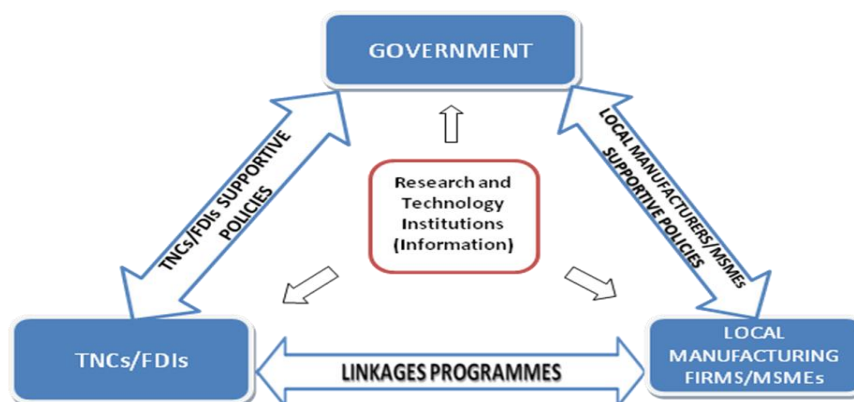 GOVERNMENT
TNCs/FDIs SUPPORTIVE
POLICIES
LOCAL MANUFACTURERS/MSMEs
SUPPORTIVE POLICIES
Research and
Technology
Institutions
(Information)
TNCs/FDIs
LINKAGES PROGRAMMES
LOCAL
MANUFACTURING
FIRMS/MSMEs